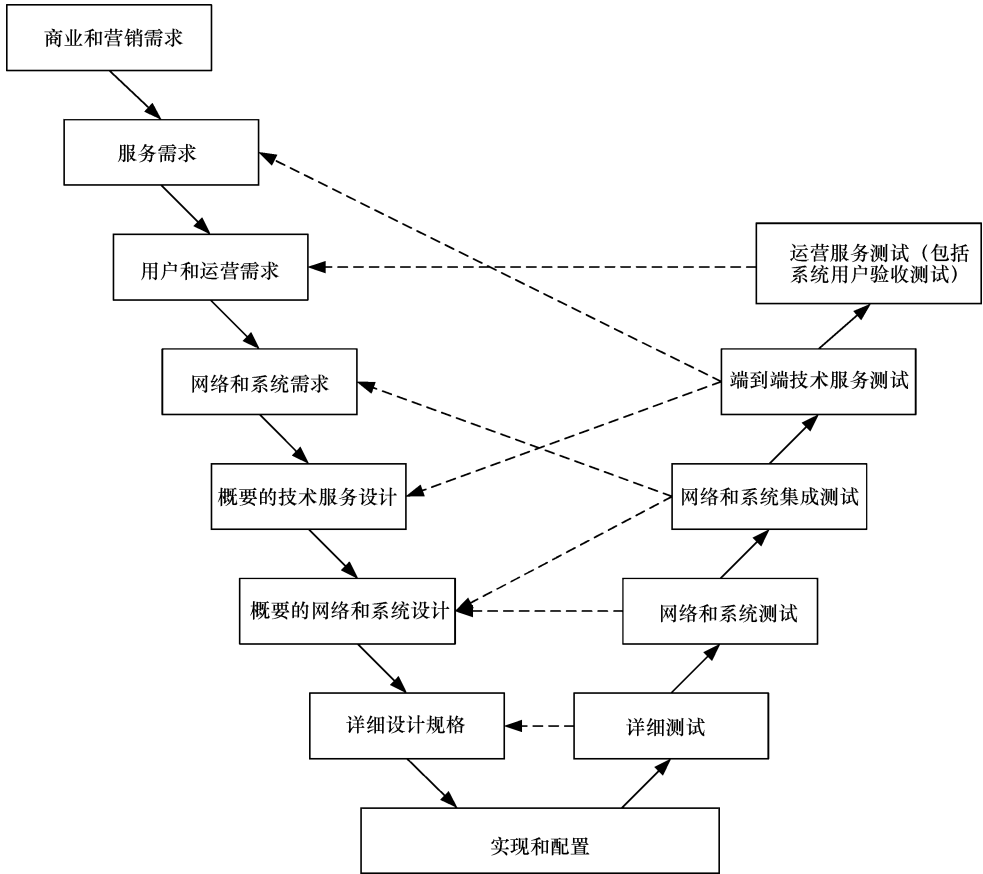 商业和营销需求
服务需求
用户和运营需求
运营服务测试（包括
系统用户验收测试）
网络和系统需求
端到端技术服务测试
概要的技术服务设计
网络和系统集成测试
概要的网络和系统设计
网络和系统测试
详细设计规格
详细测试
实现和配置